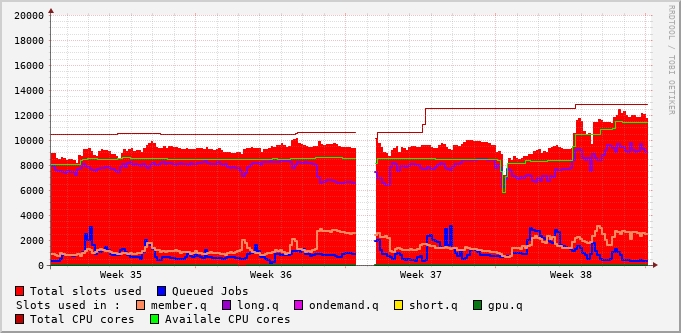 20000
18000
16000
14000
12000
10000
8000
6000
4000
2000
0
Week 35 Week 36 Week 37 Week 38
RRDTOOL / TOBI OETIKER
Total slots used Queued Jobs
Slots used in : member.q long.q ondemand.q short.q gpu.q
Total CPU cores Availale CPU cores